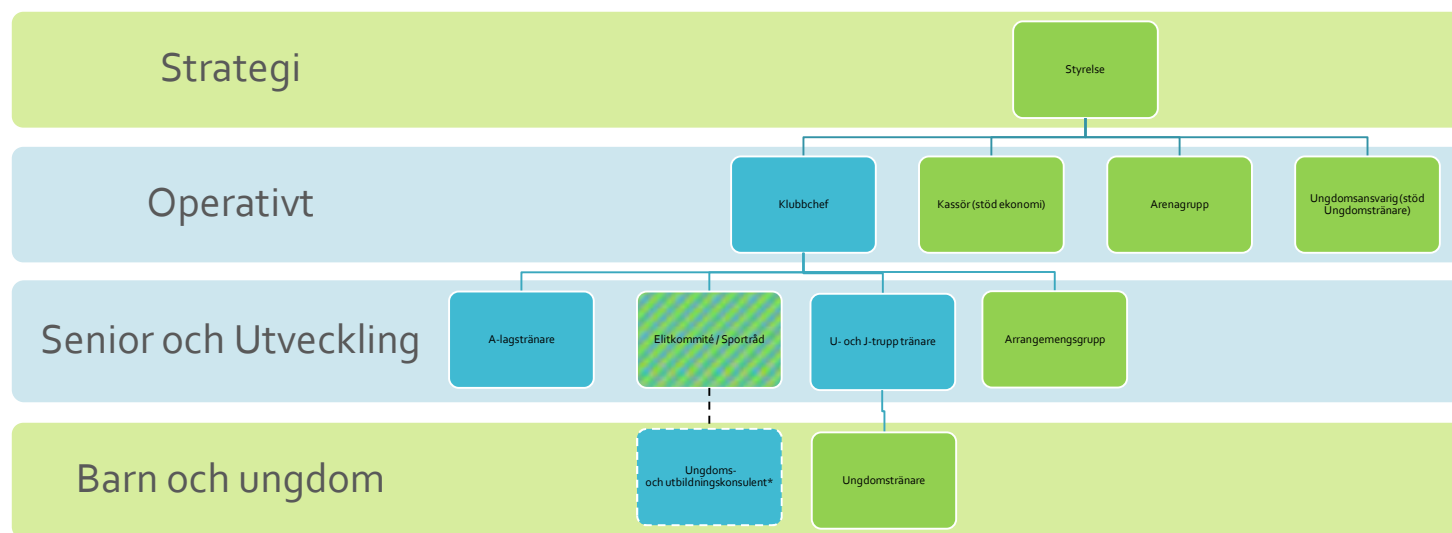 Strategi
Styrelse
Operativt
Klubbchef
Kassör (stöd ekonomi)
Arenagrupp
Ungdomsansvarig (stöd
Ungdomstränare)
Senior och Utveckling
A-lagstränare
Elitkommité / Sportråd
U- och J-trupp tränare
Arrangemengsgrupp
Barn och ungdom
Ungdoms-
och utbildningskonsulent*
Ungdomstränare